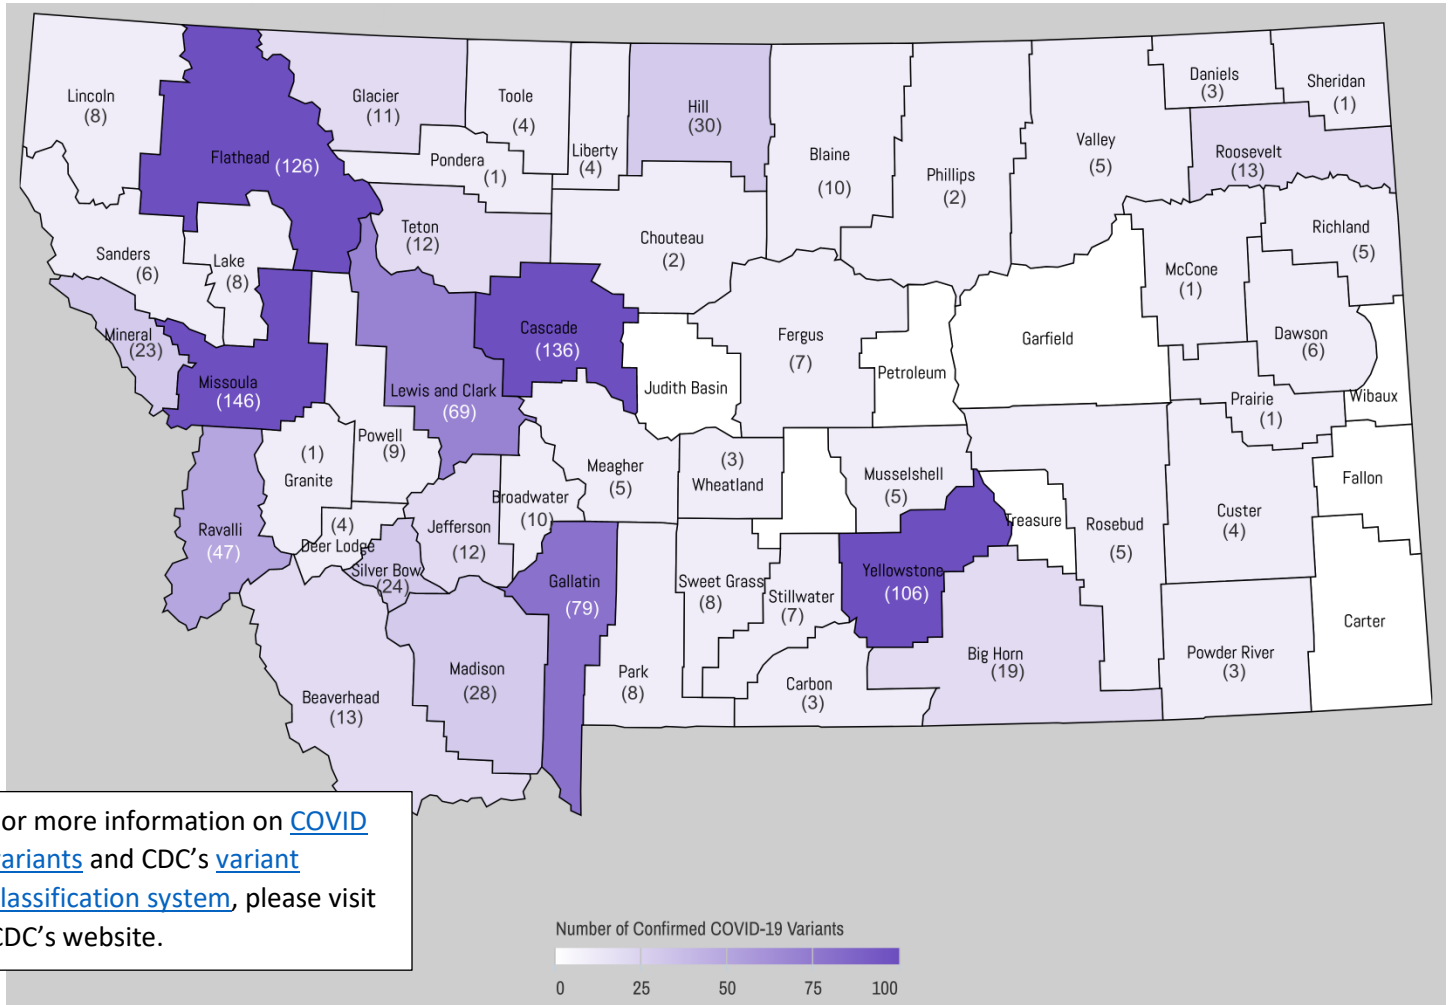 Lincoln
(8)
Flathead (126)
Glacier
(11)
Toole
(4)
Liberty
(4)
Hill
(30)
Blaine
(10)
Phillips
(2)
Valley
(5)
Daniels
(3)
Sheridan
(1)
Roosevelt
(13)
Pondera
(1)
Teton
(12)
Chouteau
(2)
Sanders
(6)
Lake
(8)
Richland
(5)
McCone
(1)
Mineral
(23)
Missoula
(146)
Lewis and Clark
(69)
Cascade
(136)
Judith Basin
Fergus
(7)
Petroleum
Garfield
Dawson
(6)
Prairie
(1)
Wibaux
Powell
(9)
(1)
Granite
Meagher
(5)
(3)
Wheatland
Musselshell
(5)
Treasure
Rosebud
(5)
Custer
(4)
Fallon
Ravalli
(47)
(4)
Deer Lodge
Silver Bow
(24)
Jefferson
(12)
Broadwater
(10)
Gallatin
(79)
Sweet Grass
(8)
Stillwater
(7)
Yellowstone
(106)
Beaverhead
(13)
Madison
(28)
Park
(8)
Carbon
(3)
Big Horn
(19)
Powder River
(3)
Carter
or more information on COVID
variants and CDC's variant
lassification system, please visit
CDC's website.
Number of Confirmed COVID-19 Variants
0 25 50 75 100